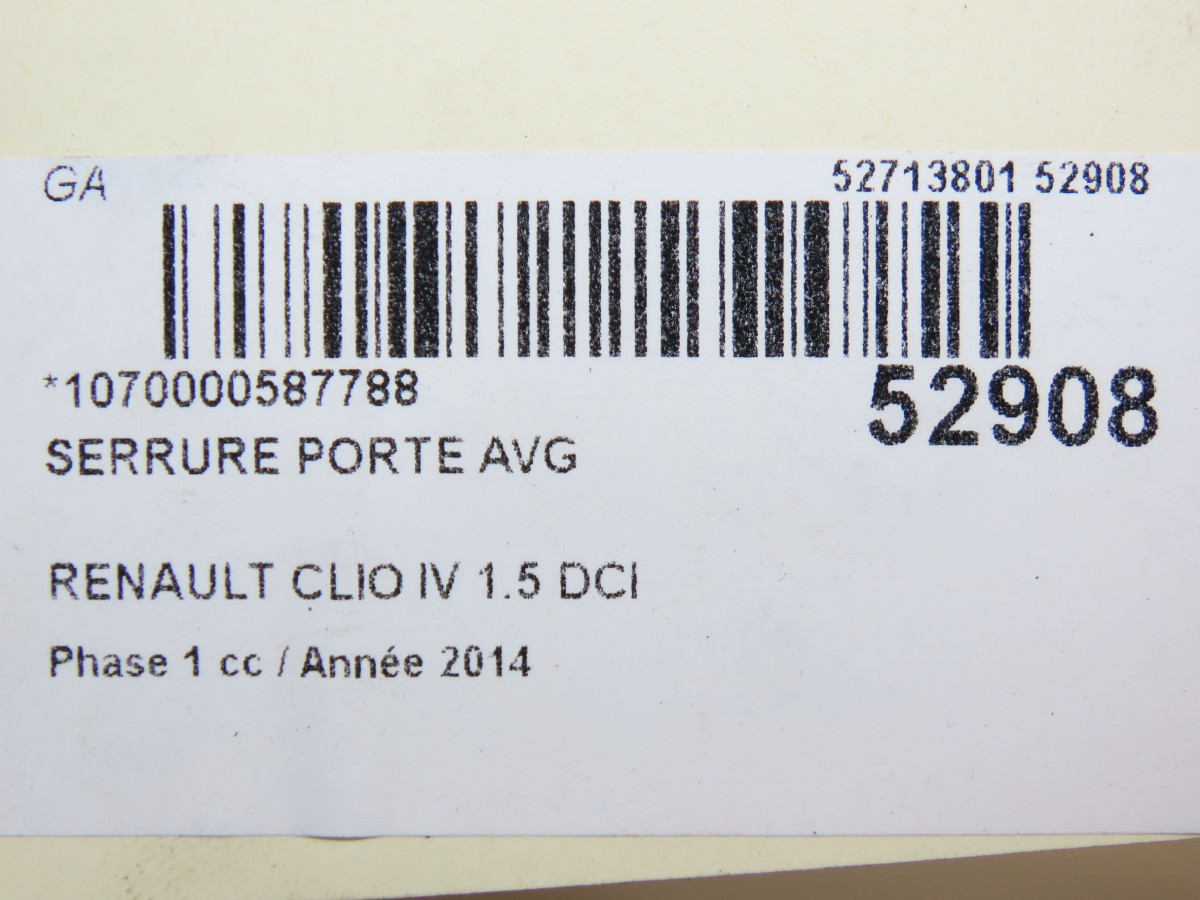 GA
52713801 52908
*1070000587788
52908
SERRURE PORTE AVG
RENAULT CLIO IV 1.5 DCI
Phase 1 cc / Année 2014